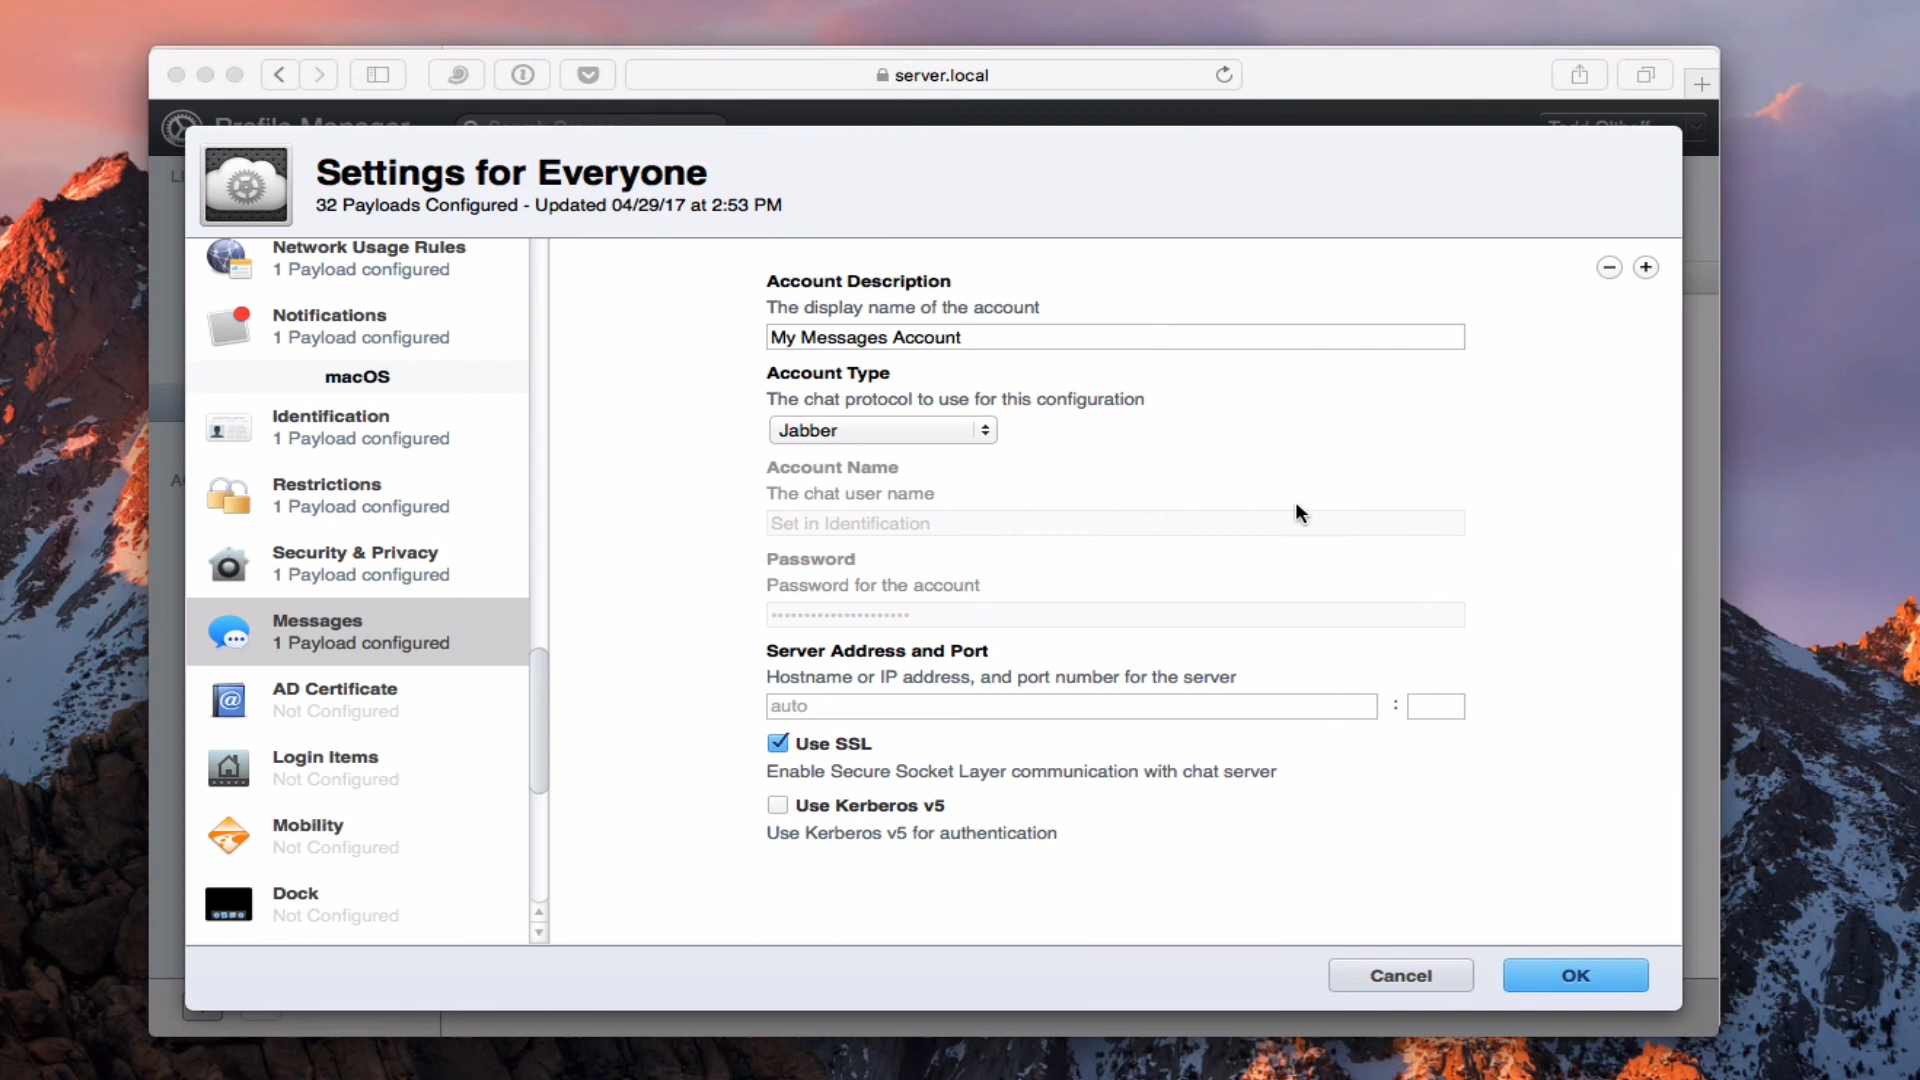 server.local
Profile Manager
Settings for Everyone
32 Payloads Configured - Updated 04/29/17 at 2:53 PM
Network Usage Rules
1 Payload configured
Notifications
1 Payload configured
macOS
Identification
1 Payload configured
Restrictions
1 Payload configured
Security & Privacy
1 Payload configured
Messages
1 Payload configured
AD Certificate
Not Configured
Login Items
Not Configured
Mobility
Not Configured
Dock
Not Configured
Account Description
The display name of the account
My Messages Account
Account Type
The chat protocol to use for this configuration
Jabber
Account Name
The chat user name
Set in Identification
Password
Password for the account
Server Address and Port
Hostname or IP address, and port number for the server
auto :
Use SSL
Enable Secure Socket Layer communication with chat server
Use Kerberos v5
Use Kerberos v5 for authentication
Cancel
OK